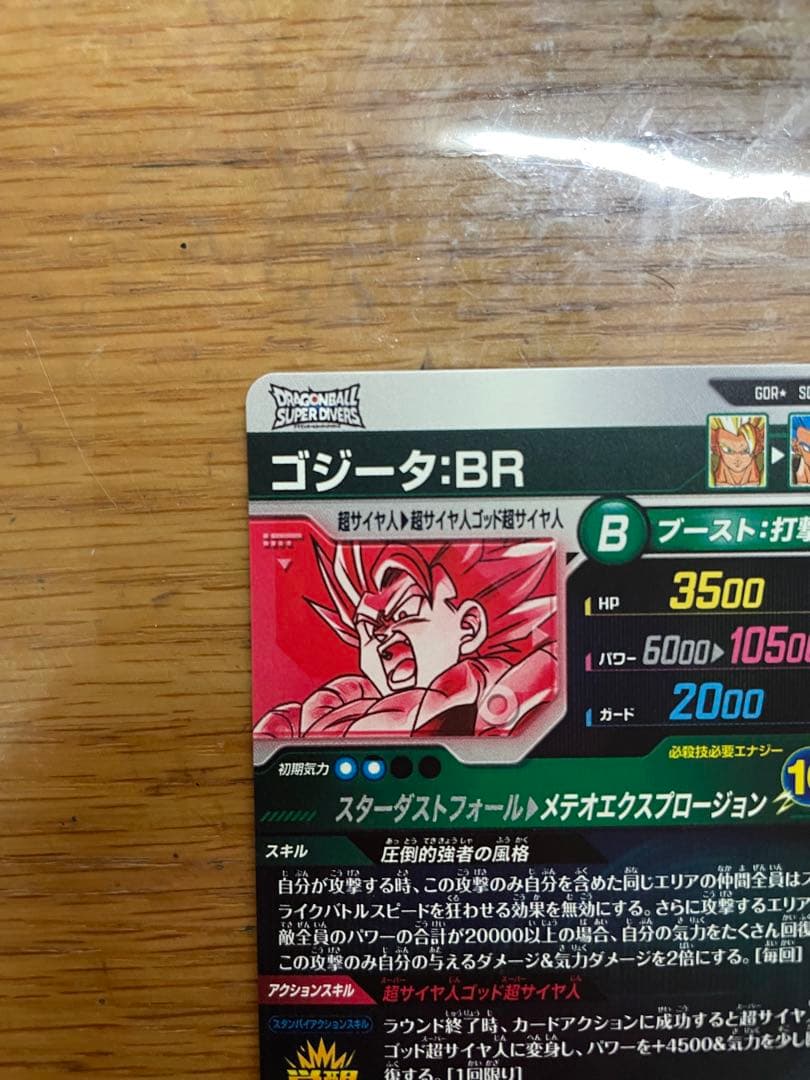 GOR★
DRAGONBALL
SUPER DIVERS
ゴジータ:BR
超サイヤ人▶超サイヤ人ゴッド超サイヤ人
B ブースト:打撃
HP 3500
パワー 6000▶10500
ガード 2000
必殺技必要エナジー
初期気力
スターダストフォール▶メテオエクスプロージョン
スキル 圧倒的強者の風格
自分が攻撃する時、この攻撃のみ自分を含めた同じエリアの仲間全員はス
ライクバトルスピードを狂わせる効果を無効にする。さらに攻撃するエリア
敵全員のパワーの合計が20000以上の場合、自分の気力をたくさん回復
この攻撃のみ自分の与えるダメージ&気力ダメージを2倍にする。[毎回]
アクションスキル 超サイヤ人ゴッド超サイヤ人
スタンバイアクションスキル
ラウンド終了時、カードアクションに成功すると超サイヤ人
ゴッド超サイヤ人に変身し、パワーを+4500&気力を少し回
復する。[1回限り]
覚醒